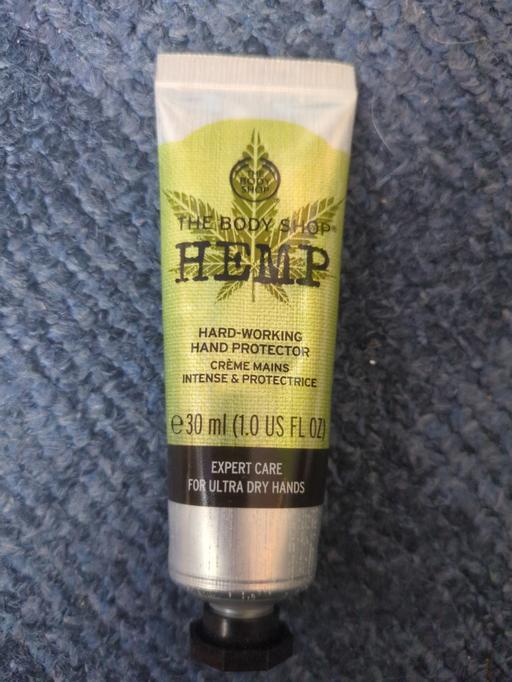 THE
BODY
SHOP
THE BODY SHOP®
HEMP
HARD-WORKING
HAND PROTECTOR
CRÈME MAINS
INTENSE & PROTECTRICE
℮ 30 ml (1.0 US FL OZ)
EXPERT CARE
FOR ULTRA DRY HANDS